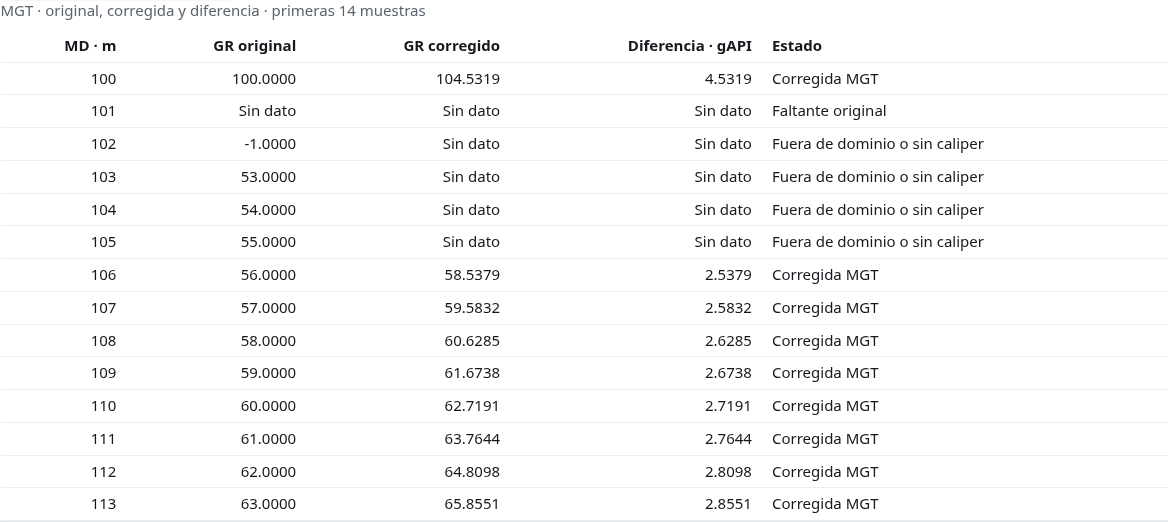 MGT · original, corregida y diferencia · primeras 14 muestras
MD · m GR original GR corregido Diferencia · gAPI Estado
100 100.0000 104.5319 4.5319 Corregida MGT
101 Sin dato Sin dato Sin dato Faltante original
102 -1.0000 Sin dato Sin dato Fuera de dominio o sin caliper
103 53.0000 Sin dato Sin dato Fuera de dominio o sin caliper
104 54.0000 Sin dato Sin dato Fuera de dominio o sin caliper
105 55.0000 Sin dato Sin dato Fuera de dominio o sin caliper
106 56.0000 58.5379 2.5379 Corregida MGT
107 57.0000 59.5832 2.5832 Corregida MGT
108 58.0000 60.6285 2.6285 Corregida MGT
109 59.0000 61.6738 2.6738 Corregida MGT
110 60.0000 62.7191 2.7191 Corregida MGT
111 61.0000 63.7644 2.7644 Corregida MGT
112 62.0000 64.8098 2.8098 Corregida MGT
113 63.0000 65.8551 2.8551 Corregida MGT